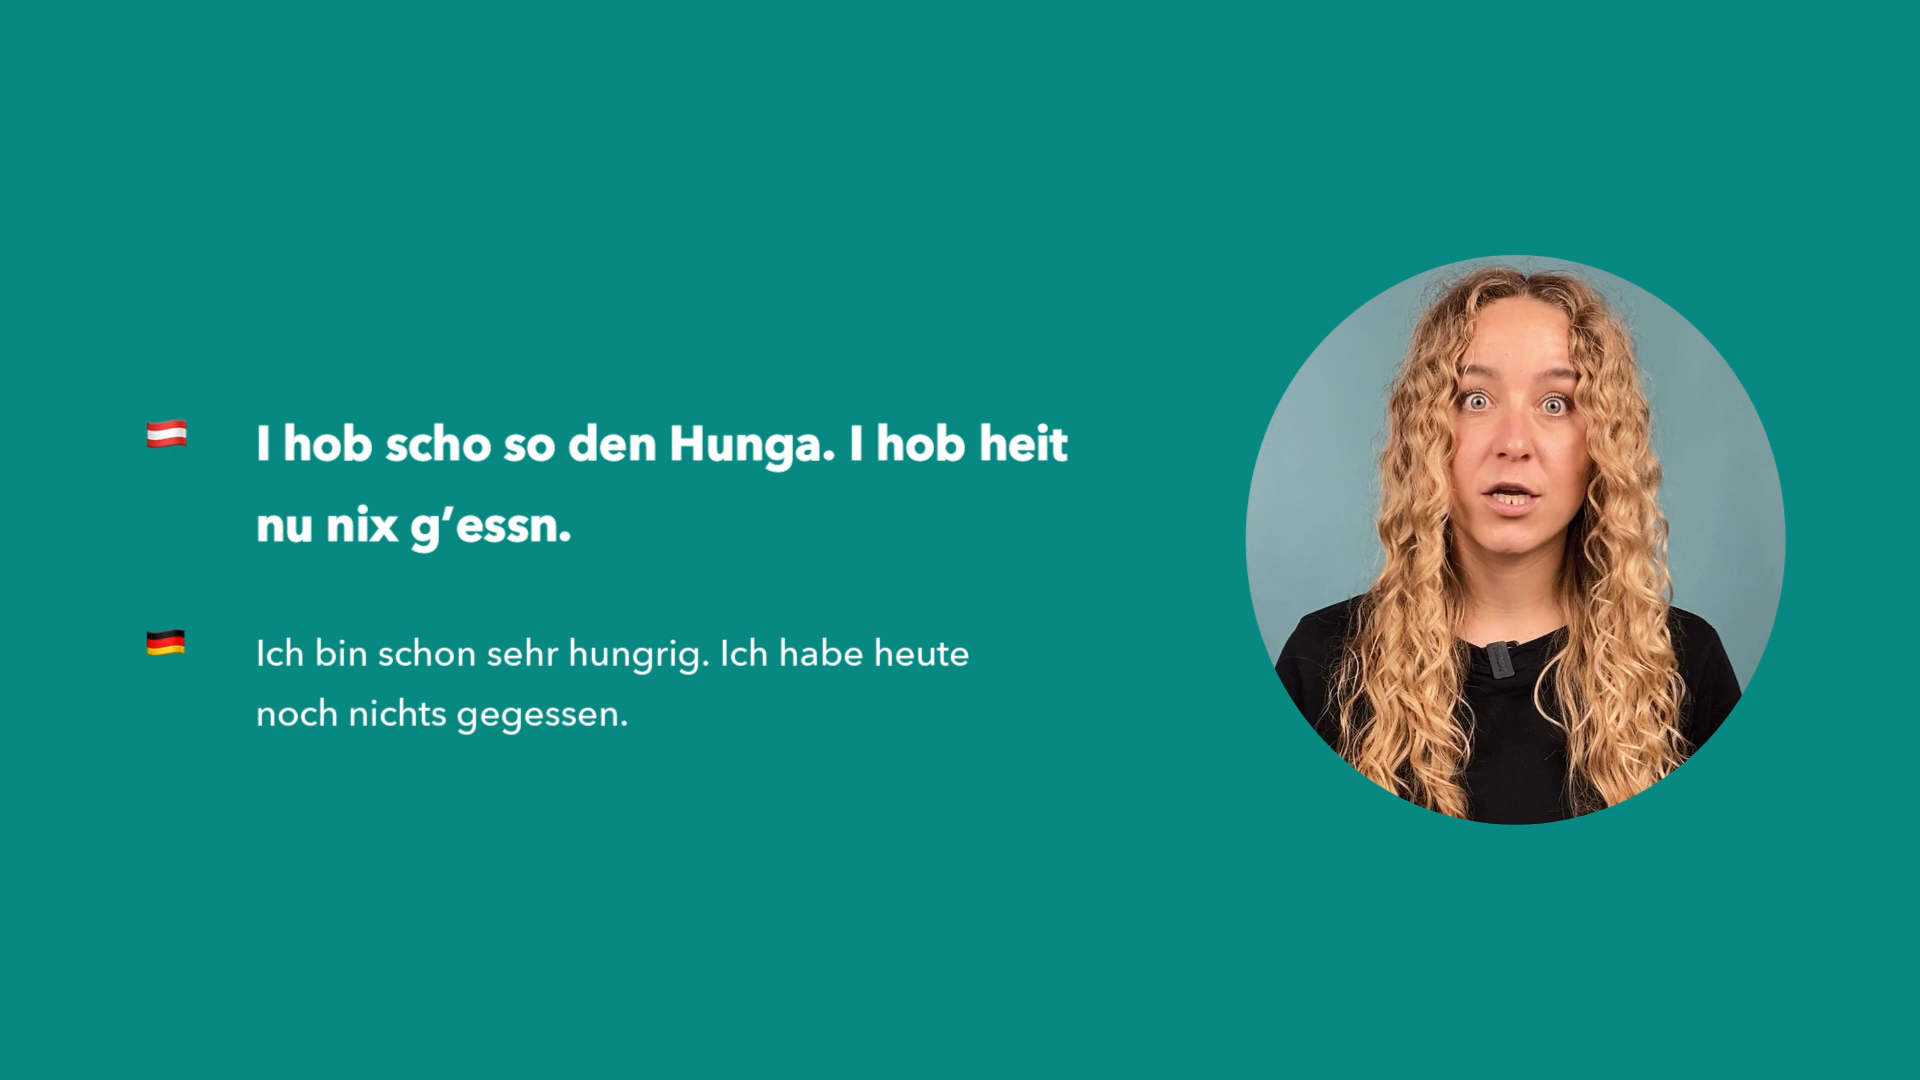 I hob scho so den Hunga. I hob heit
nu nix g’essn.
Ich bin schon sehr hungrig. Ich habe heute
noch nichts gegessen.